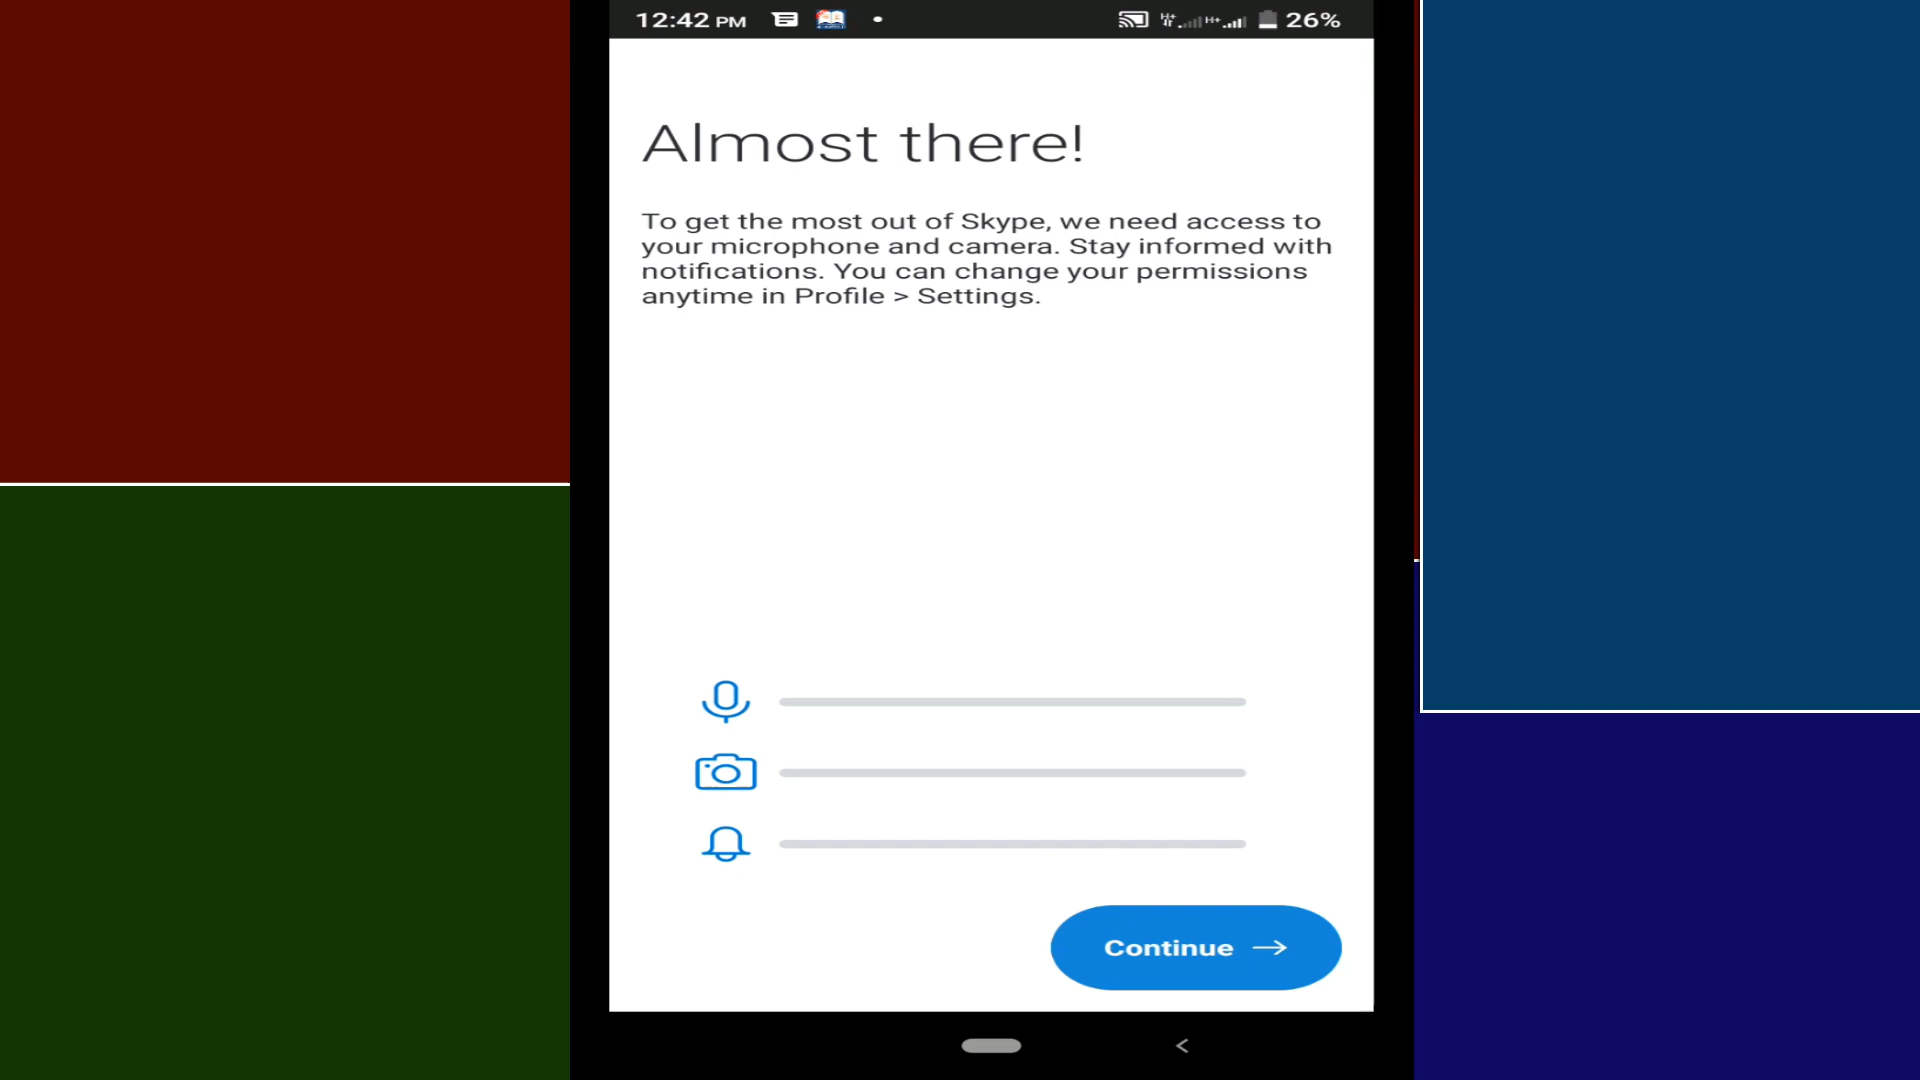 12:42 PM 26%
Almost there!
To get the most out of Skype, we need access to
your microphone and camera. Stay informed with
notifications. You can change your permissions
anytime in Profile > Settings.
Continue